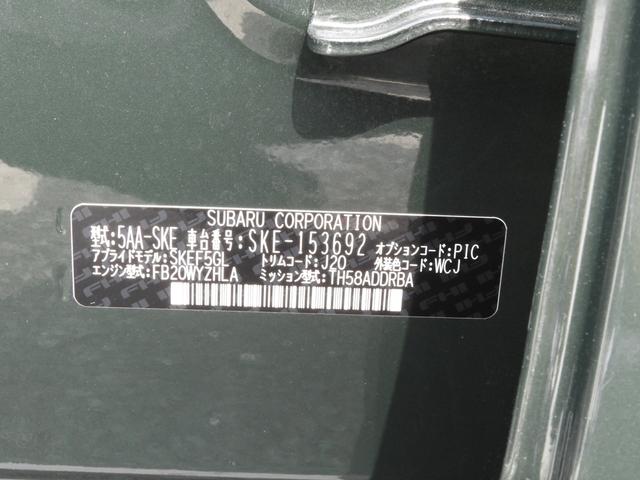 SUBARU CORPORATION
型式:5AA-SKE 車台番号:SKE-153692 オプションコード:PIC
アプライドモデル:SKEF5GL トリムコード:J20 外装色コード:WCJ
エンジン型式:FB20WYZHLA ミッション型式:TH58ADDRBA